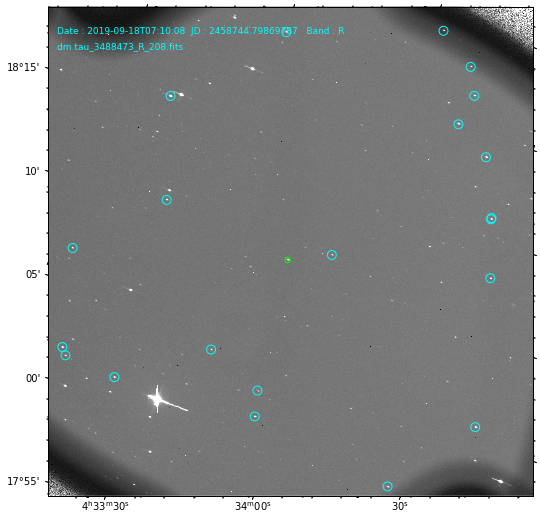 Date : 2019-09-18T07:10:08 JD : 2458744.79869787 Band : R
dm tau_3488473_R_208.fits
18°15'
10'
05'
00'
17°55'
4ʰ33ᵐ30ˢ 34ᵐ00ˢ 30ˢ